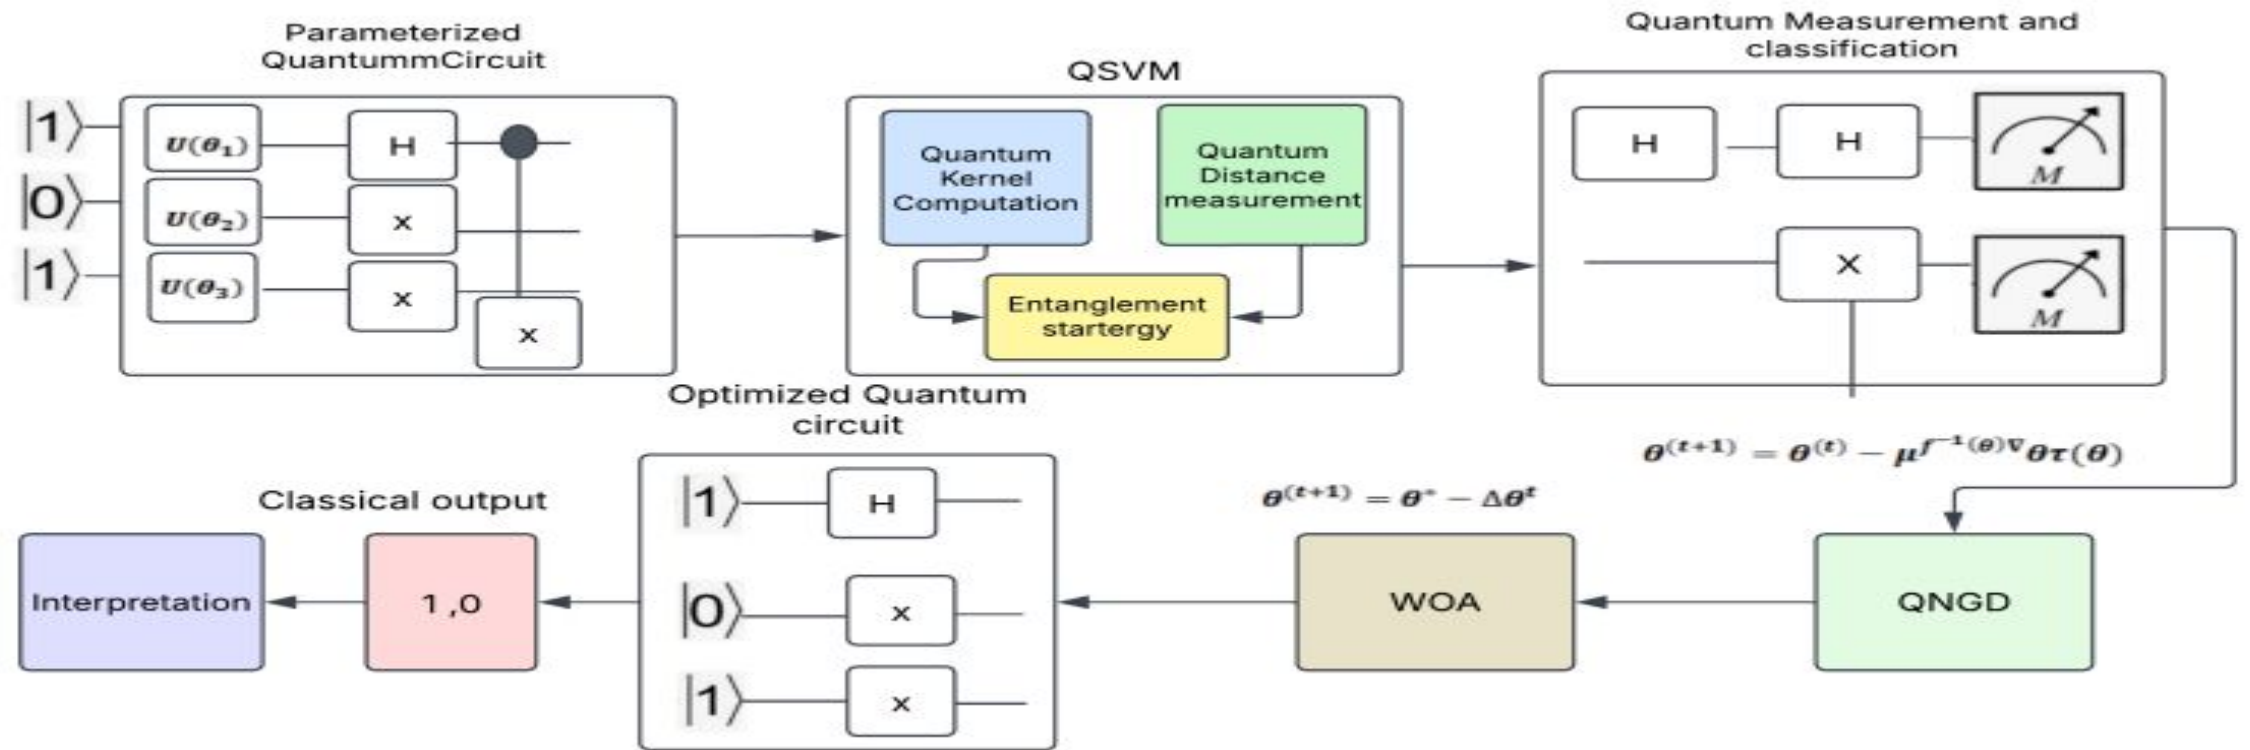 Parameterized
QuantummCircuit
|1⟩
|0⟩
|1⟩
U(θ₁)
U(θ₂)
U(θ₃)
H
x
x
x
QSVM
Quantum
Kernel
Computation
Quantum
Distance
measurement
Entanglement
startergy
Quantum Measurement and
classification
H
H
M
X
M
θ^(t+1) = θ^(t) − μ^f⁻¹(θ)∇ θτ(θ)
QNGD
θ^(t+1) = θ* − Δθ^t
WOA
Optimized Quantum
circuit
|1⟩ H
|0⟩ x
|1⟩ x
Classical output
1 ,0
Interpretation